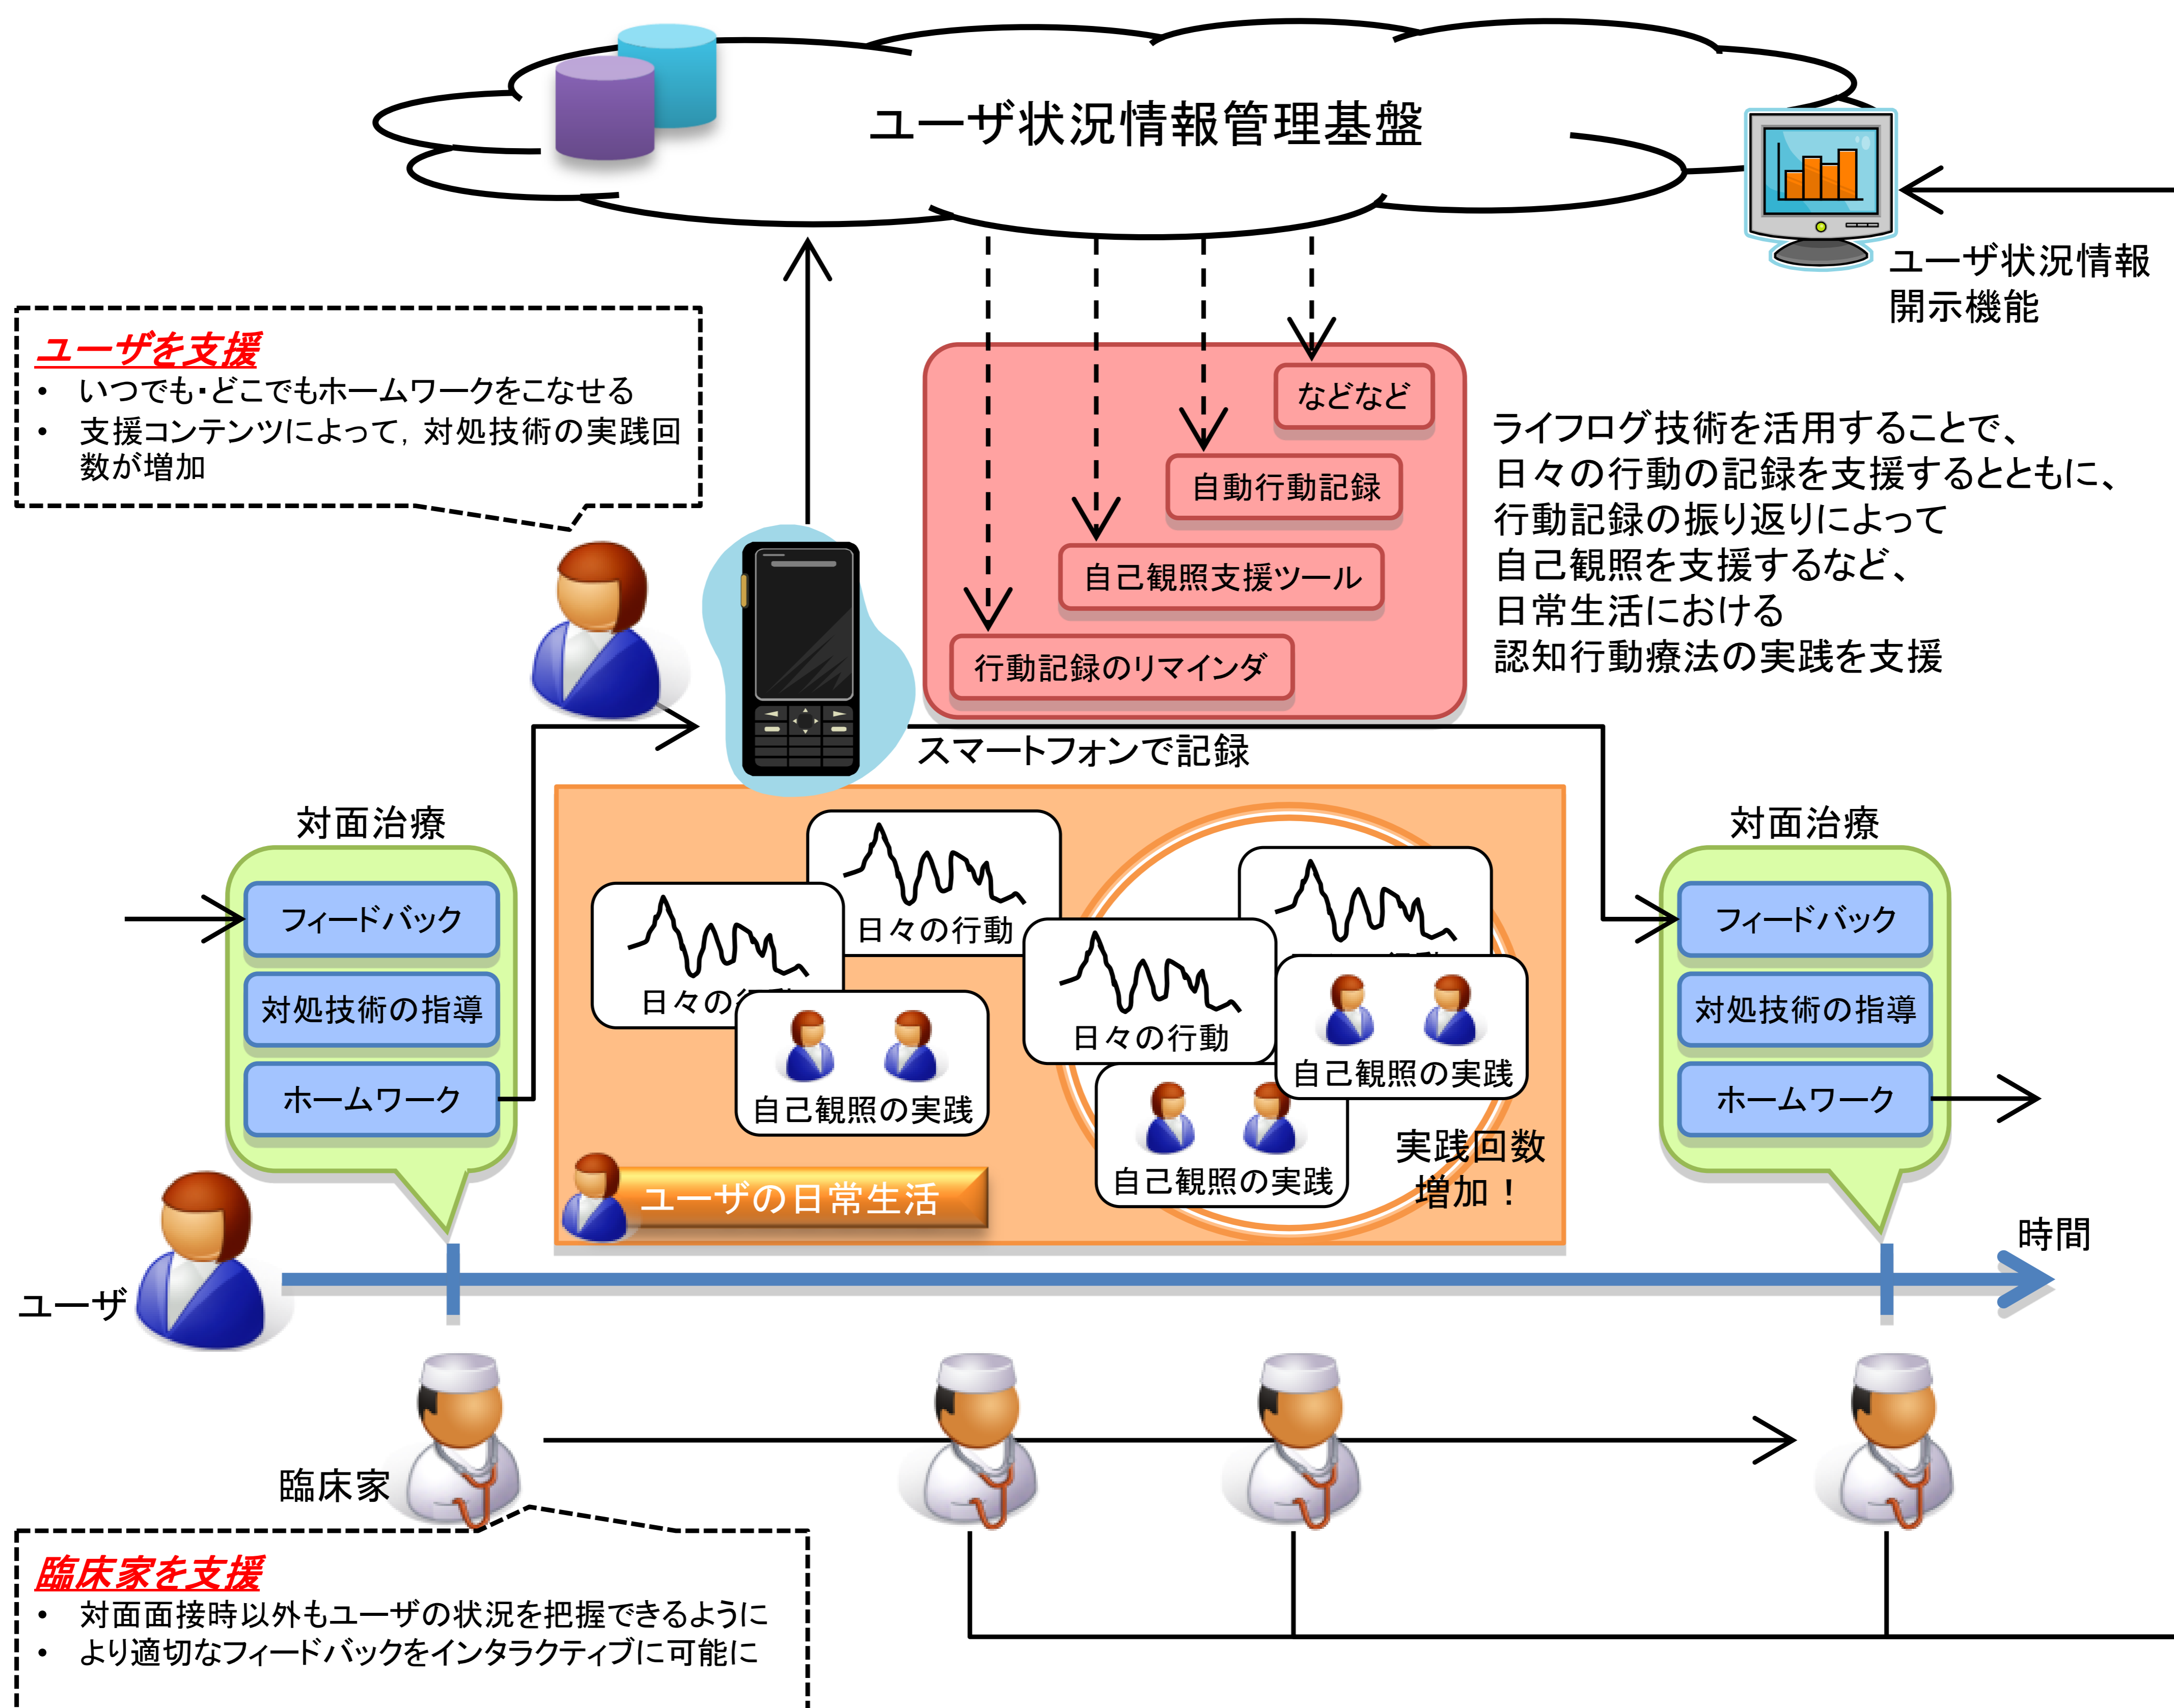 ユーザ状況情報管理基盤
ユーザ状況情報
開示機能
ユーザを支援
• いつでも・どこでもホームワークをこなせる
• 支援コンテンツによって，対処技術の実践回
数が増加
などなど
自動行動記録
自己観照支援ツール
行動記録のリマインダ
ライフログ技術を活用することで、
日々の行動の記録を支援するとともに、
行動記録の振り返りによって
自己観照を支援するなど、
日常生活における
認知行動療法の実践を支援
スマートフォンで記録
対面治療
フィードバック
対処技術の指導
ホームワーク
日々の行動
日々の行動
自己観照の実践
日々の行動
自己観照の実践
自己観照の実践
実践回数
増加！
ユーザの日常生活
対面治療
フィードバック
対処技術の指導
ホームワーク
時間
ユーザ
臨床家
臨床家を支援
• 対面面接時以外もユーザの状況を把握できるように
• より適切なフィードバックをインタラクティブに可能に